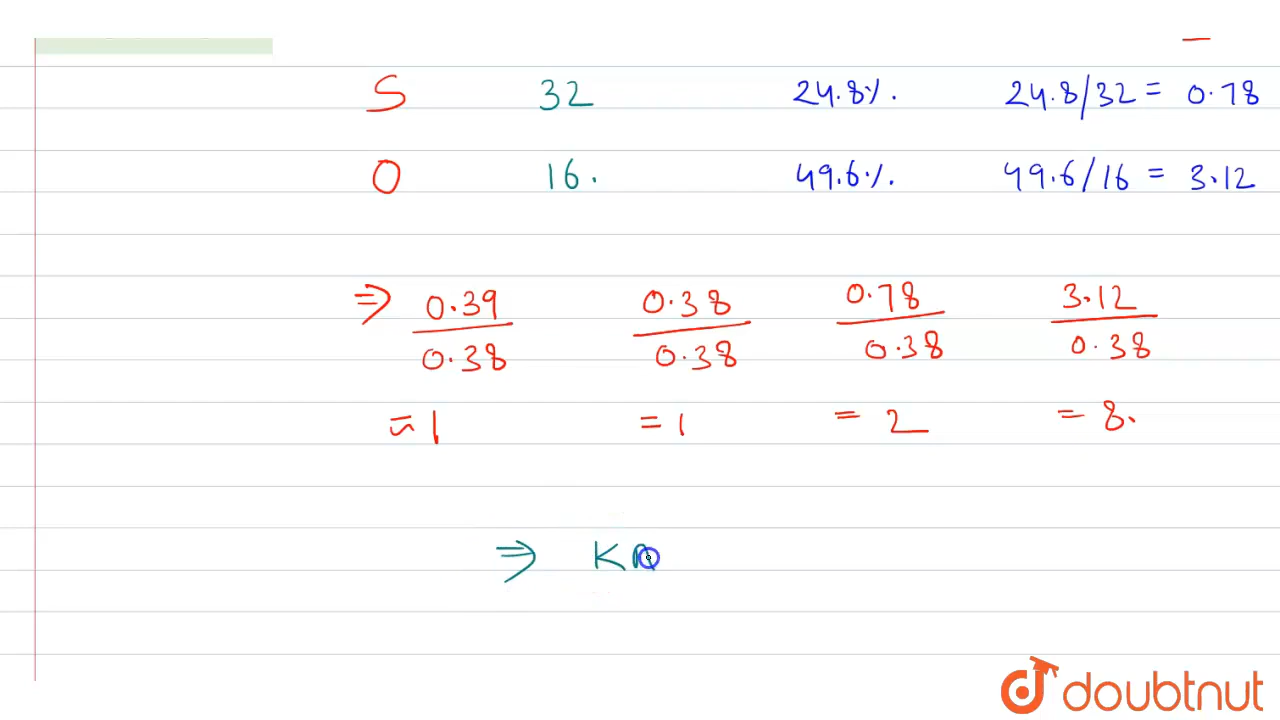 S 32 24.8%. 24.8/32 = 0.78
O 16. 49.6%. 49.6/16 = 3.12
⇒ 0.39/0.38 0.38/0.38 0.78/0.38 3.12/0.38
≈ 1 = 1 = 2 = 8.
⇒ K
doubtnut